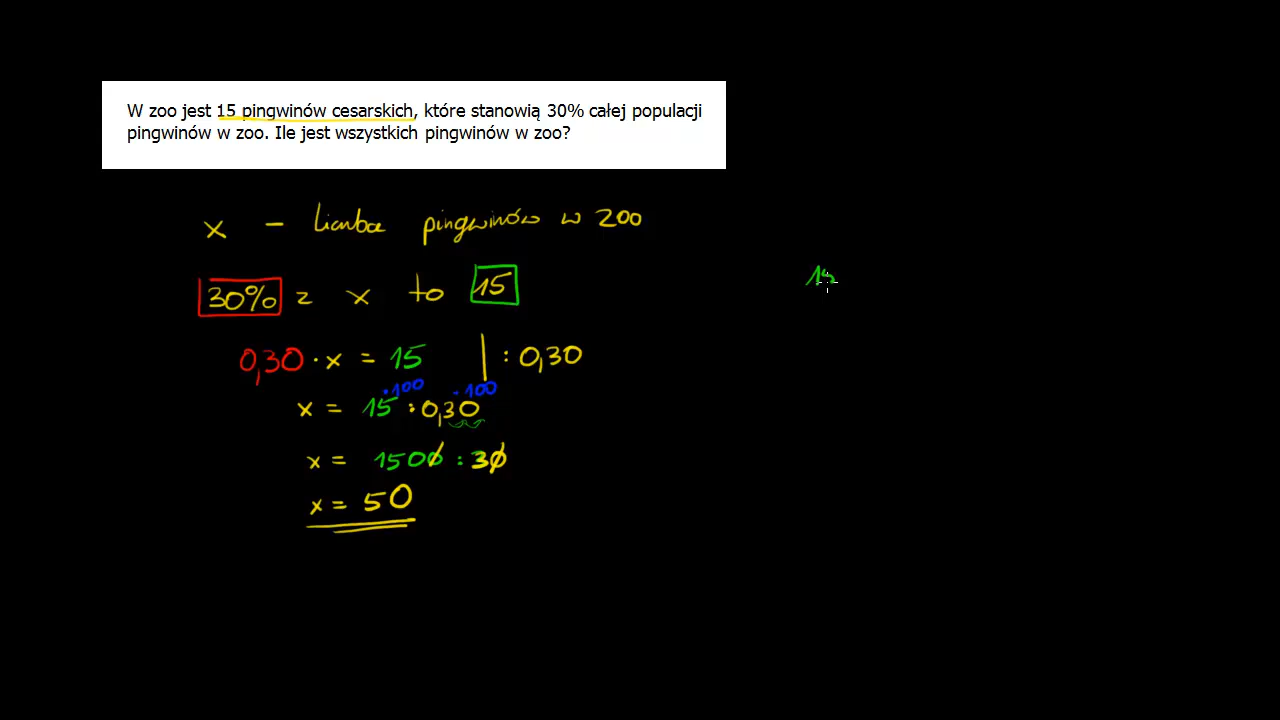 W zoo jest 15 pingwinów cesarskich, które stanowią 30% całej populacji
pingwinów w zoo. Ile jest wszystkich pingwinów w zoo?
x – liczba pingwinów w zoo
30% z x to 15
0,30 · x = 15 | : 0,30
·100 ·100
x = 15 : 0,30
x = 1500 : 30
x = 50
15